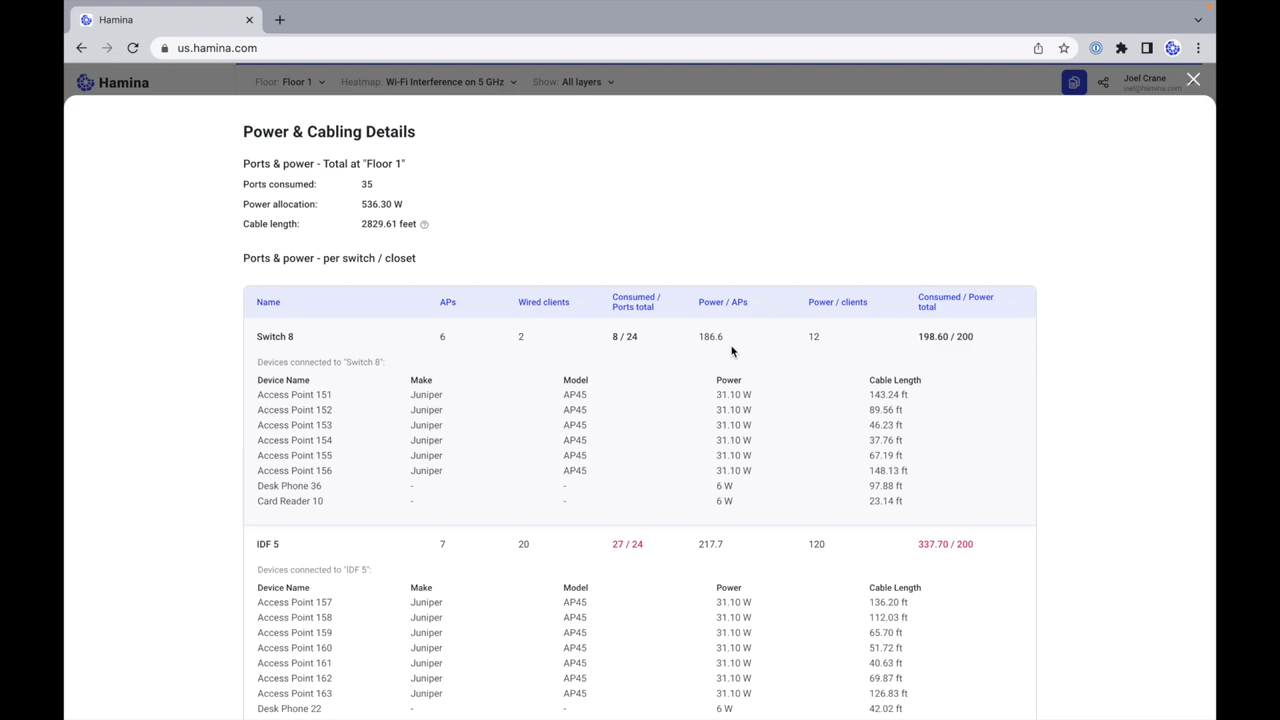 Hamina
us.hamina.com
Hamina Floor: Floor 1 Heatmap: Wi-Fi Interference on 5 GHz Show: All layers Joel Crane
joel@hamina.com
Power & Cabling Details
Ports & power - Total at "Floor 1"
Ports consumed: 35
Power allocation: 536.30 W
Cable length: 2829.61 feet
Ports & power - per switch / closet
Name APs Wired clients Consumed / Ports total Power / APs Power / clients Consumed / Power total
Switch 8 6 2 8 / 24 186.6 12 198.60 / 200
Devices connected to "Switch 8":
Device Name Make Model Power Cable Length
Access Point 151 Juniper AP45 31.10 W 143.24 ft
Access Point 152 Juniper AP45 31.10 W 89.56 ft
Access Point 153 Juniper AP45 31.10 W 46.23 ft
Access Point 154 Juniper AP45 31.10 W 37.76 ft
Access Point 155 Juniper AP45 31.10 W 67.19 ft
Access Point 156 Juniper AP45 31.10 W 148.13 ft
Desk Phone 36 - - 6 W 97.88 ft
Card Reader 10 - - 6 W 23.14 ft
IDF 5 7 20 27 / 24 217.7 120 337.70 / 200
Devices connected to "IDF 5":
Device Name Make Model Power Cable Length
Access Point 157 Juniper AP45 31.10 W 136.20 ft
Access Point 158 Juniper AP45 31.10 W 112.03 ft
Access Point 159 Juniper AP45 31.10 W 65.70 ft
Access Point 160 Juniper AP45 31.10 W 51.72 ft
Access Point 161 Juniper AP45 31.10 W 40.63 ft
Access Point 162 Juniper AP45 31.10 W 69.87 ft
Access Point 163 Juniper AP45 31.10 W 126.83 ft
Desk Phone 22 - - 6 W 42.02 ft